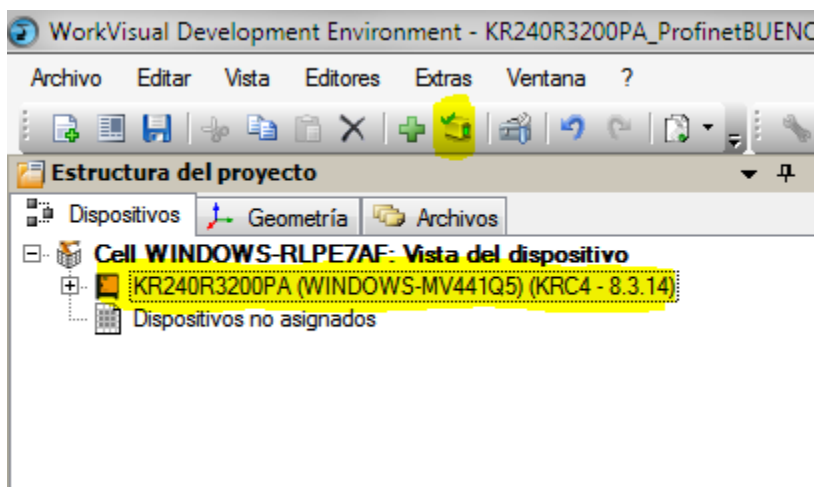 WorkVisual Development Environment - KR240R3200PA_ProfinetBUENO
Archivo Editar Vista Editores Extras Ventana ?
Estructura del proyecto
Dispositivos Geometría Archivos
Cell WINDOWS-RLPE7AF: Vista del dispositivo
KR240R3200PA (WINDOWS-MV441Q5) (KRC4 - 8.3.14)
Dispositivos no asignados